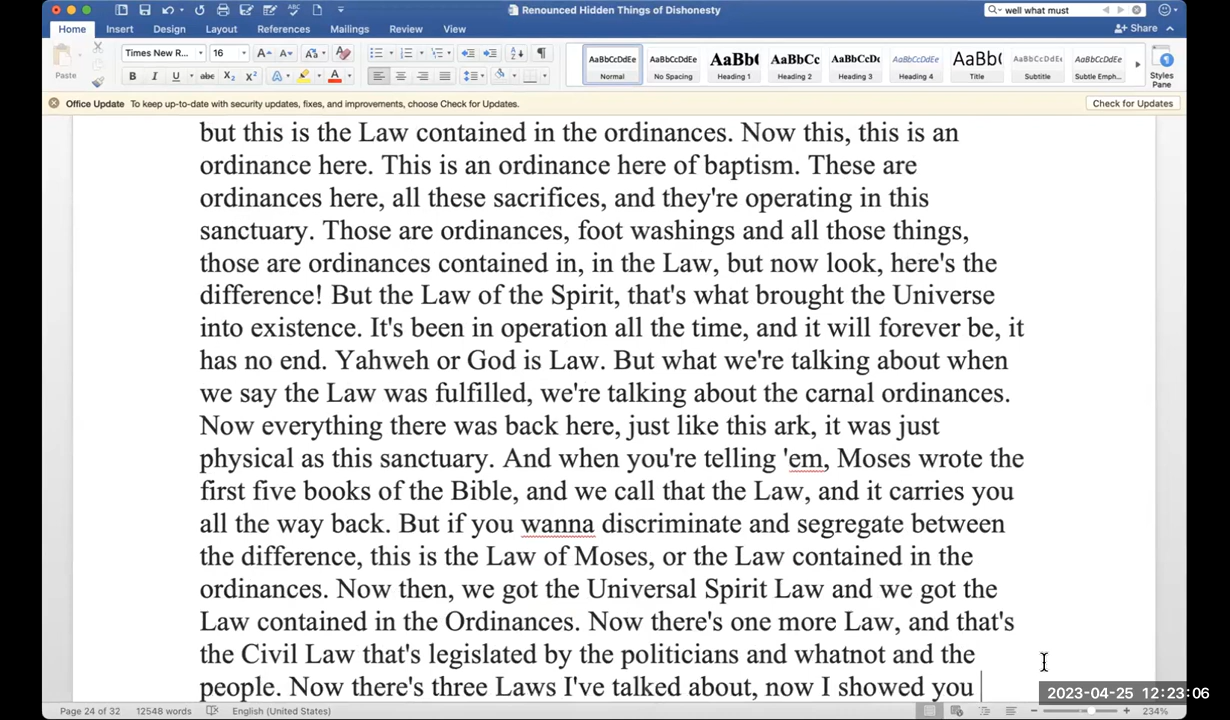 Renounced Hidden Things of Dishonesty
well what must
Home Insert Draw Design Layout References Mailings Review View
Share
Times New R... 16
Paste
AaBbCcDdEe AaBbCcDdEe AaBbC AaBbCc AaBbCcDc AaBbCcDdEe AaBb( AaBbCcDdEe AaBbCcDdEe
Normal No Spacing Heading 1 Heading 2 Heading 3 Heading 4 Title Subtitle Subtle Emph... Styles Pane
Office Update To keep up-to-date with security updates, fixes, and improvements, choose Check for Updates. Check for Updates
but this is the Law contained in the ordinances. Now this, this is an
ordinance here. This is an ordinance here of baptism. These are
ordinances here, all these sacrifices, and they're operating in this
sanctuary. Those are ordinances, foot washings and all those things,
those are ordinances contained in, in the Law, but now look, here's the
difference! But the Law of the Spirit, that's what brought the Universe
into existence. It's been in operation all the time, and it will forever be, it
has no end. Yahweh or God is Law. But what we're talking about when
we say the Law was fulfilled, we're talking about the carnal ordinances.
Now everything there was back here, just like this ark, it was just
physical as this sanctuary. And when you're telling 'em, Moses wrote the
first five books of the Bible, and we call that the Law, and it carries you
all the way back. But if you wanna discriminate and segregate between
the difference, this is the Law of Moses, or the Law contained in the
ordinances. Now then, we got the Universal Spirit Law and we got the
Law contained in the Ordinances. Now there's one more Law, and that's
the Civil Law that's legislated by the politicians and whatnot and the
people. Now there's three Laws I've talked about, now I showed you
2023-04-25 12:23:06
Page 24 of 32 12548 words English (United States) 234%